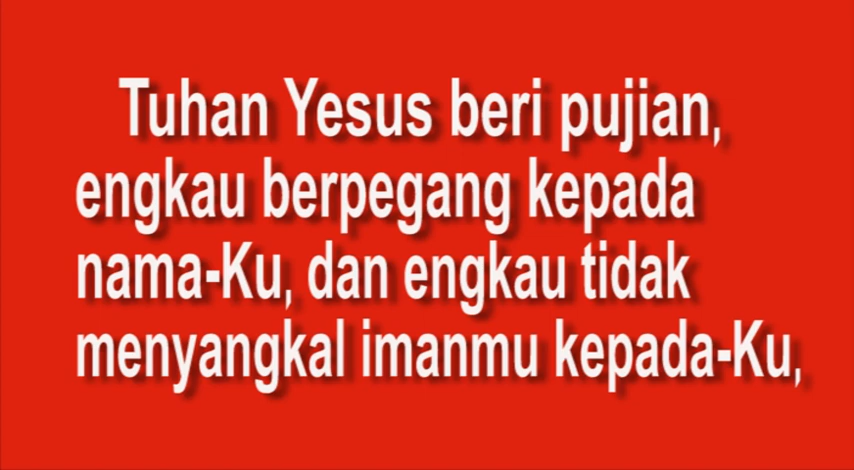 Tuhan Yesus beri pujian,
engkau berpegang kepada
nama-Ku, dan engkau tidak
menyangkal imanmu kepada-Ku,